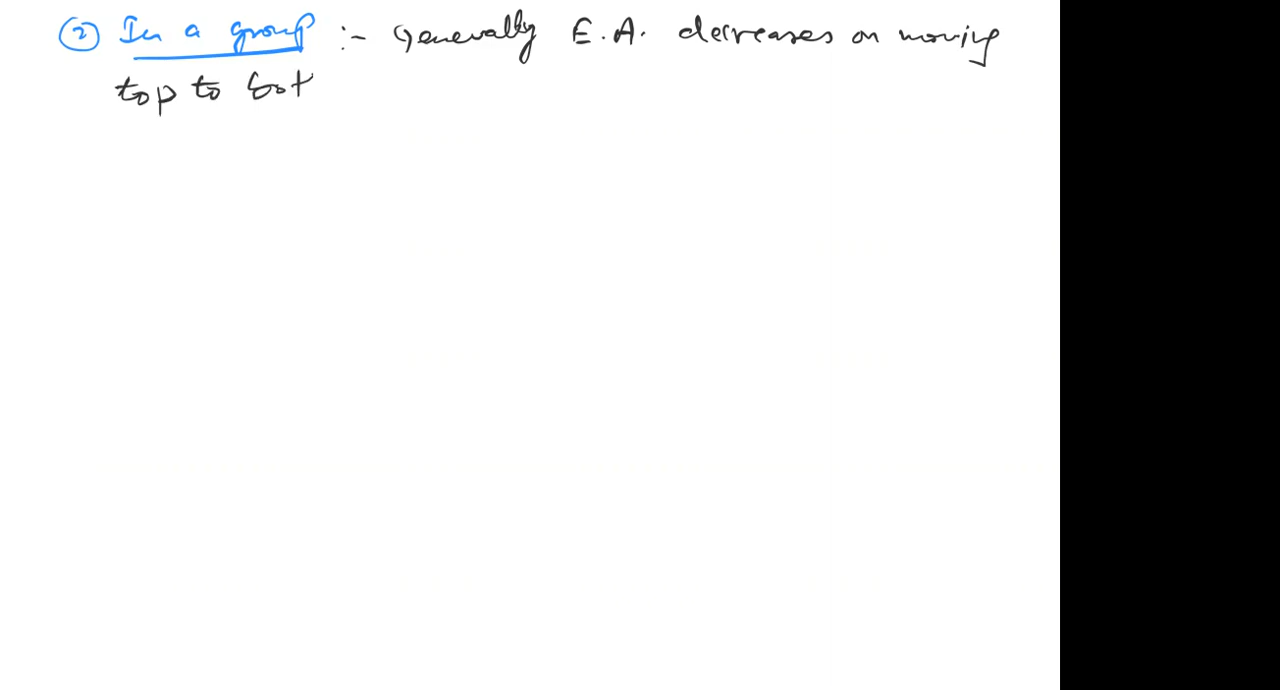 ② In a group :- Generally E.A. decreases on moving
top to bot